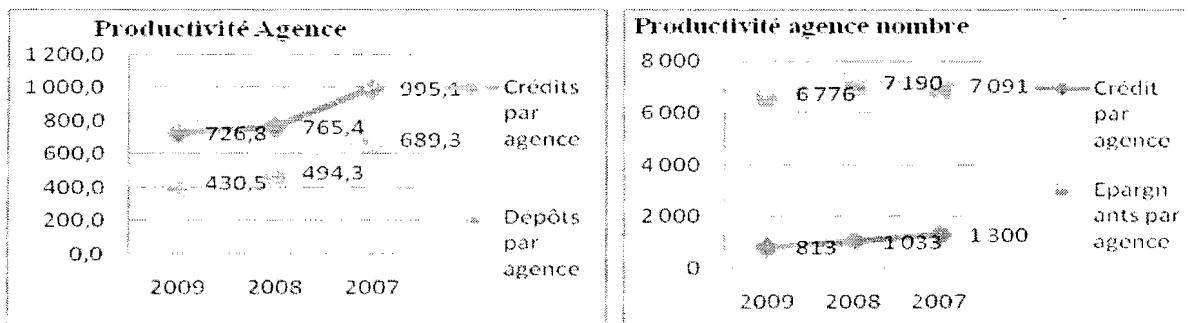 Productivité Agence
1 200,0
1 000,0
800,0
600,0
400,0
200,0
0,0
995,1
726,8
765,4
689,3
430,5
494,3
2009
2008
2007
Crédits
par
agence
Dépôts
par
agence
Productivité agence nombre
8 000
6 000
4 000
2 000
0
6 776
7 190
7 091
813
1 033
1 300
2009
2008
2007
Crédit
par
agence
Epargn
ants par
agence